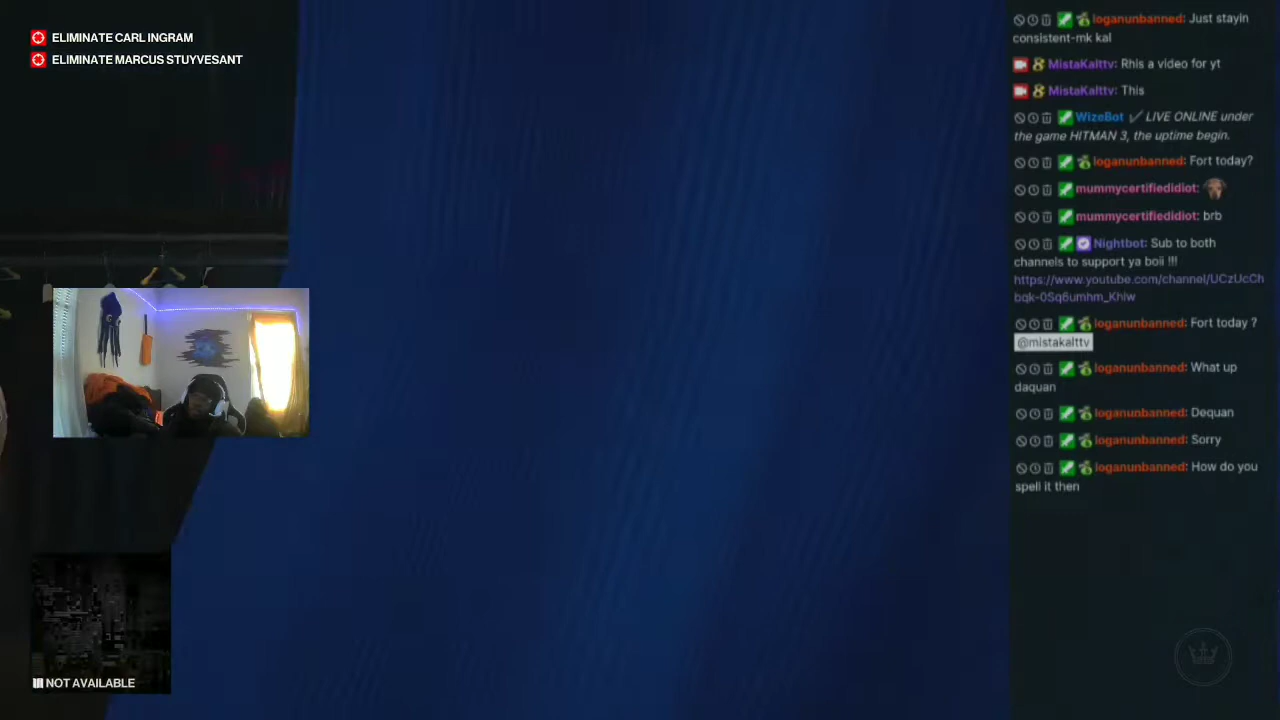 ELIMINATE CARL INGRAM
ELIMINATE MARCUS STUYVESANT
NOT AVAILABLE
loganunbanned: Just stayin
consistent-mk kal
MistaKalttv: Rhis a video for yt
MistaKalttv: This
WizeBot ✓ LIVE ONLINE under
the game HITMAN 3, the uptime begin.
loganunbanned: Fort today?
mummycertifiedidiot:
mummycertifiedidiot: brb
Nightbot: Sub to both
channels to support ya boii !!!
https://www.youtube.com/channel/UCzUcCh
bqk-0Sq6umhm_Khiw
loganunbanned: Fort today ?
@mistakalttv
loganunbanned: What up
daquan
loganunbanned: Dequan
loganunbanned: Sorry
loganunbanned: How do you
spell it then